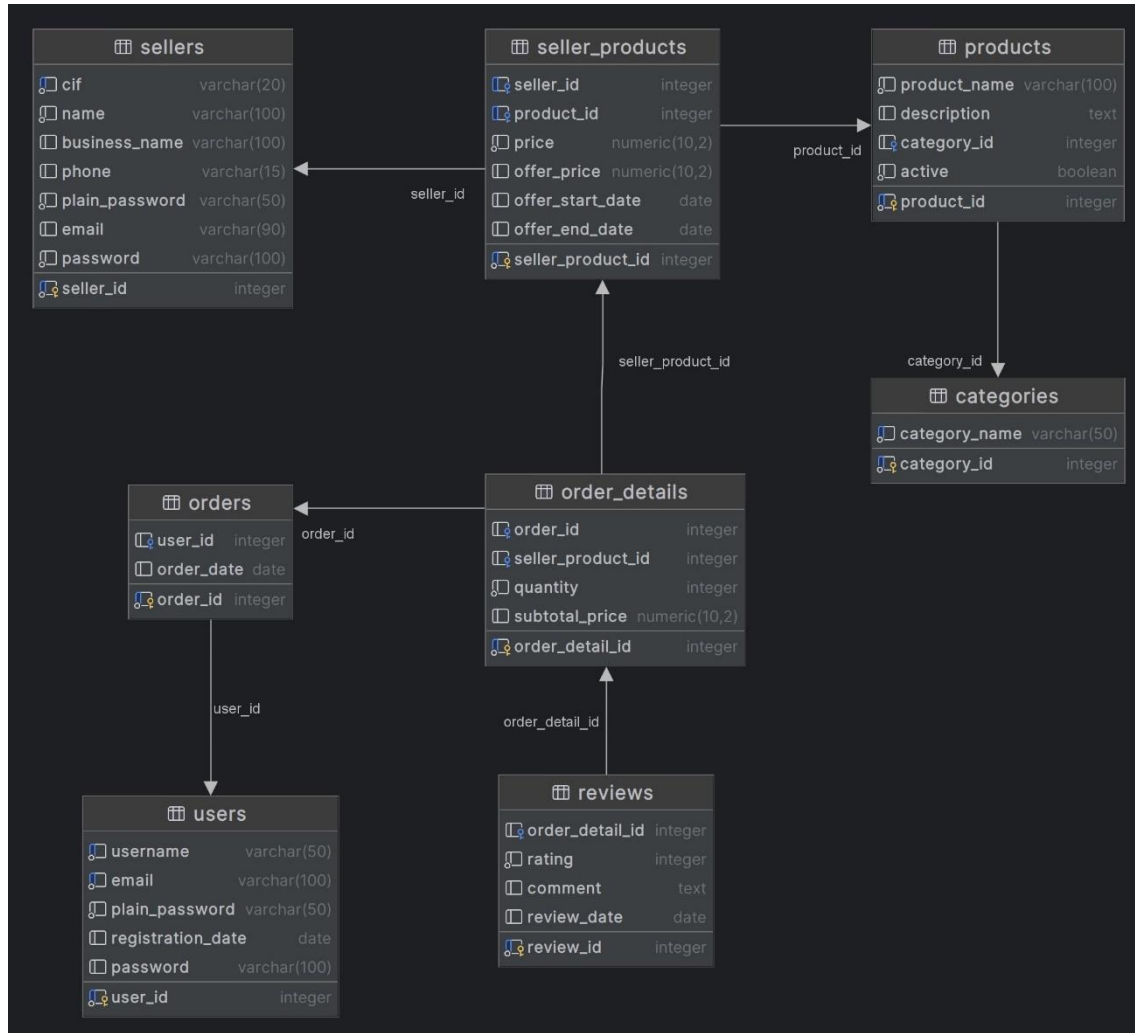 sellers
cif varchar(20)
name varchar(100)
business_name varchar(100)
phone varchar(15)
plain_password varchar(50)
email varchar(90)
password varchar(100)
seller_id integer
seller_id
seller_products
seller_id integer
product_id integer
price numeric(10,2)
offer_price numeric(10,2)
offer_start_date date
offer_end_date date
seller_product_id integer
product_id
products
product_name varchar(100)
description text
category_id integer
active boolean
product_id integer
seller_product_id
category_id
categories
category_name varchar(50)
category_id integer
orders
user_id integer
order_date date
order_id integer
order_id
order_details
order_id integer
seller_product_id integer
quantity integer
subtotal_price numeric(10,2)
order_detail_id integer
user_id
order_detail_id
users
username varchar(50)
email varchar(100)
plain_password varchar(50)
registration_date date
password varchar(100)
user_id integer
reviews
order_detail_id integer
rating integer
comment text
review_date date
review_id integer